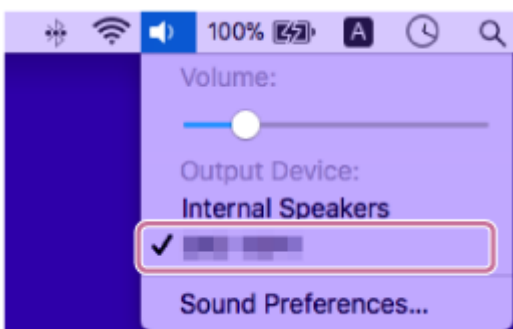 100% A
Volume:
Output Device:
Internal Speakers
Sound Preferences...